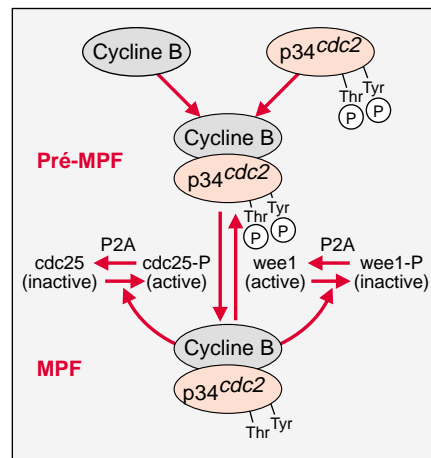 Cycline B
p34cdc2
Thr Tyr
P P
Cycline B
Pré-MPF
p34cdc2
Thr Tyr
P P
P2A
cdc25 cdc25-P
(inactive) (active)
P2A
wee1 wee1-P
(active) (inactive)
Cycline B
MPF
p34cdc2
Thr Tyr